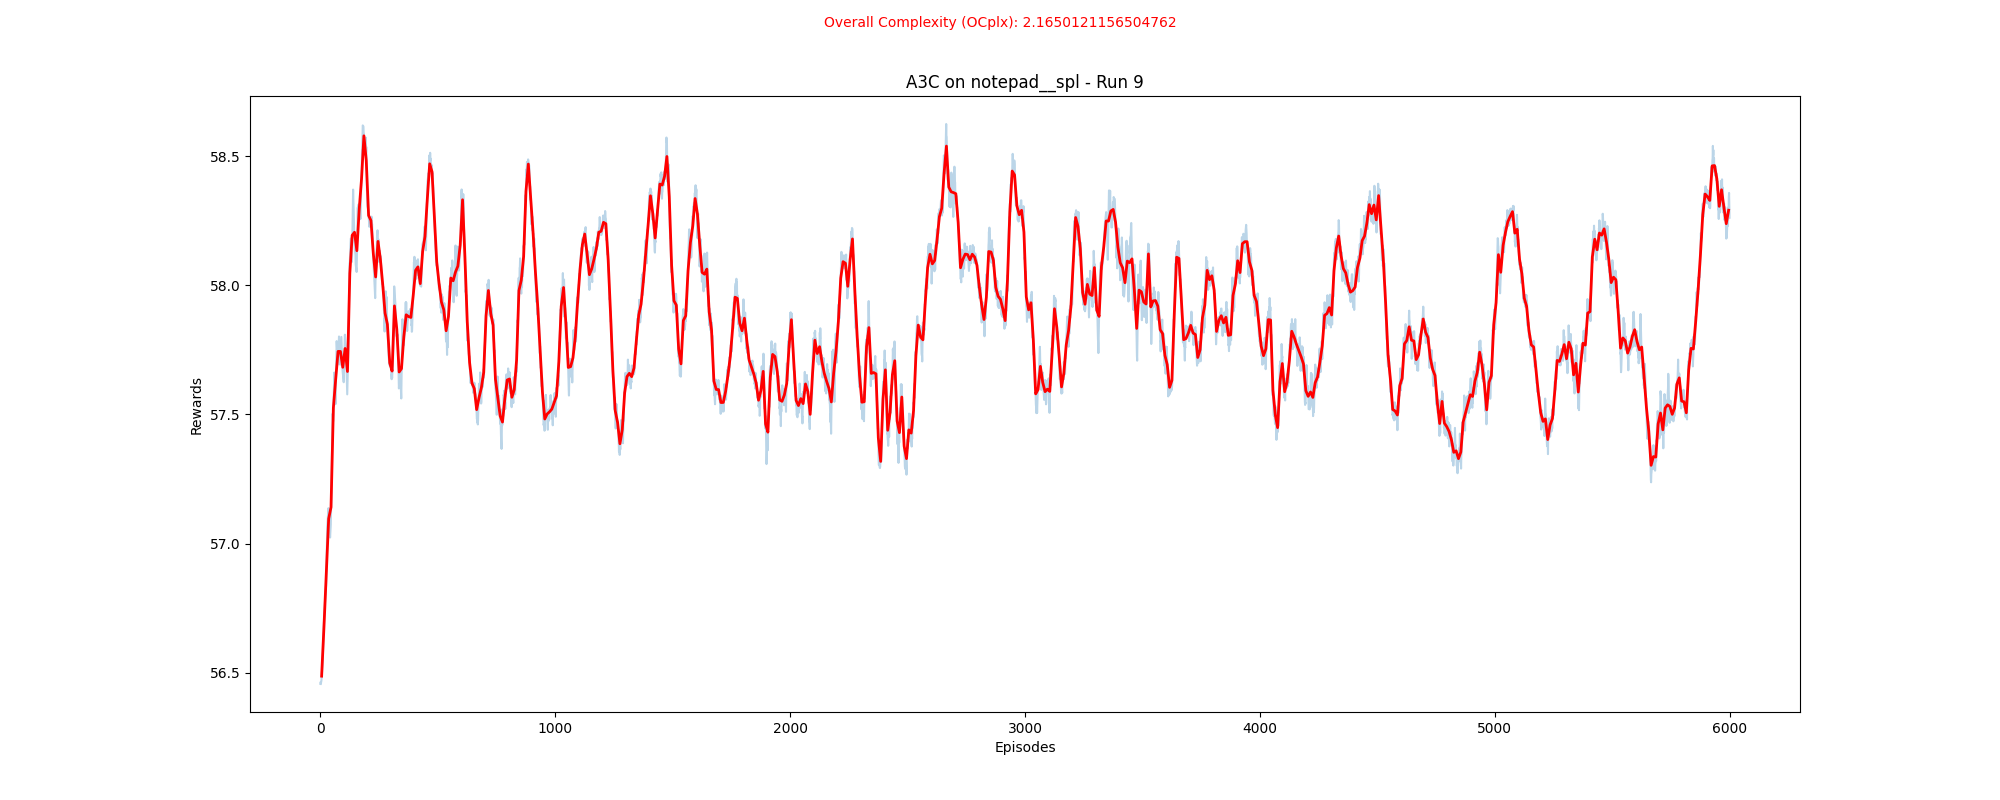 Overall Complexity (OCplx): 2.1650121156504762
A3C on notepad__spl - Run 9
58.5
58.0
57.5
57.0
56.5
Rewards
0 1000 2000 3000 4000 5000 6000
Episodes